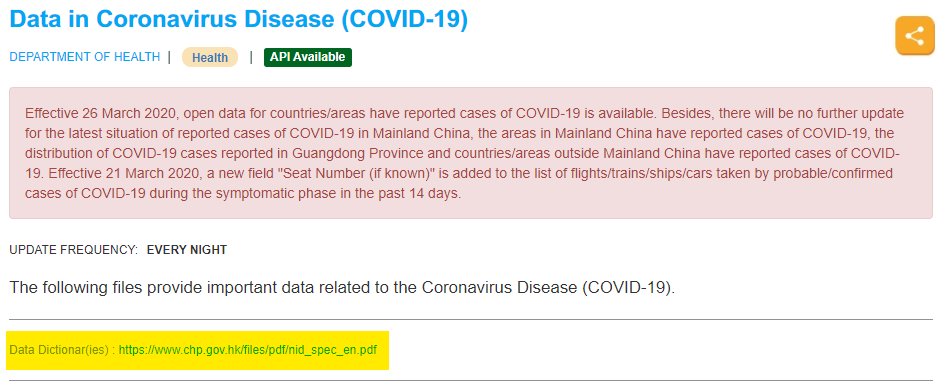 Data in Coronavirus Disease (COVID-19)
DEPARTMENT OF HEALTH | Health | API Available
Effective 26 March 2020, open data for countries/areas have reported cases of COVID-19 is available. Besides, there will be no further update
for the latest situation of reported cases of COVID-19 in Mainland China, the areas in Mainland China have reported cases of COVID-19, the
distribution of COVID-19 cases reported in Guangdong Province and countries/areas outside Mainland China have reported cases of COVID-
19. Effective 21 March 2020, a new field "Seat Number (if known)" is added to the list of flights/trains/ships/cars taken by probable/confirmed
cases of COVID-19 during the symptomatic phase in the past 14 days.
UPDATE FREQUENCY: EVERY NIGHT
The following files provide important data related to the Coronavirus Disease (COVID-19).
Data Dictionar(ies) : https://www.chp.gov.hk/files/pdf/nid_spec_en.pdf